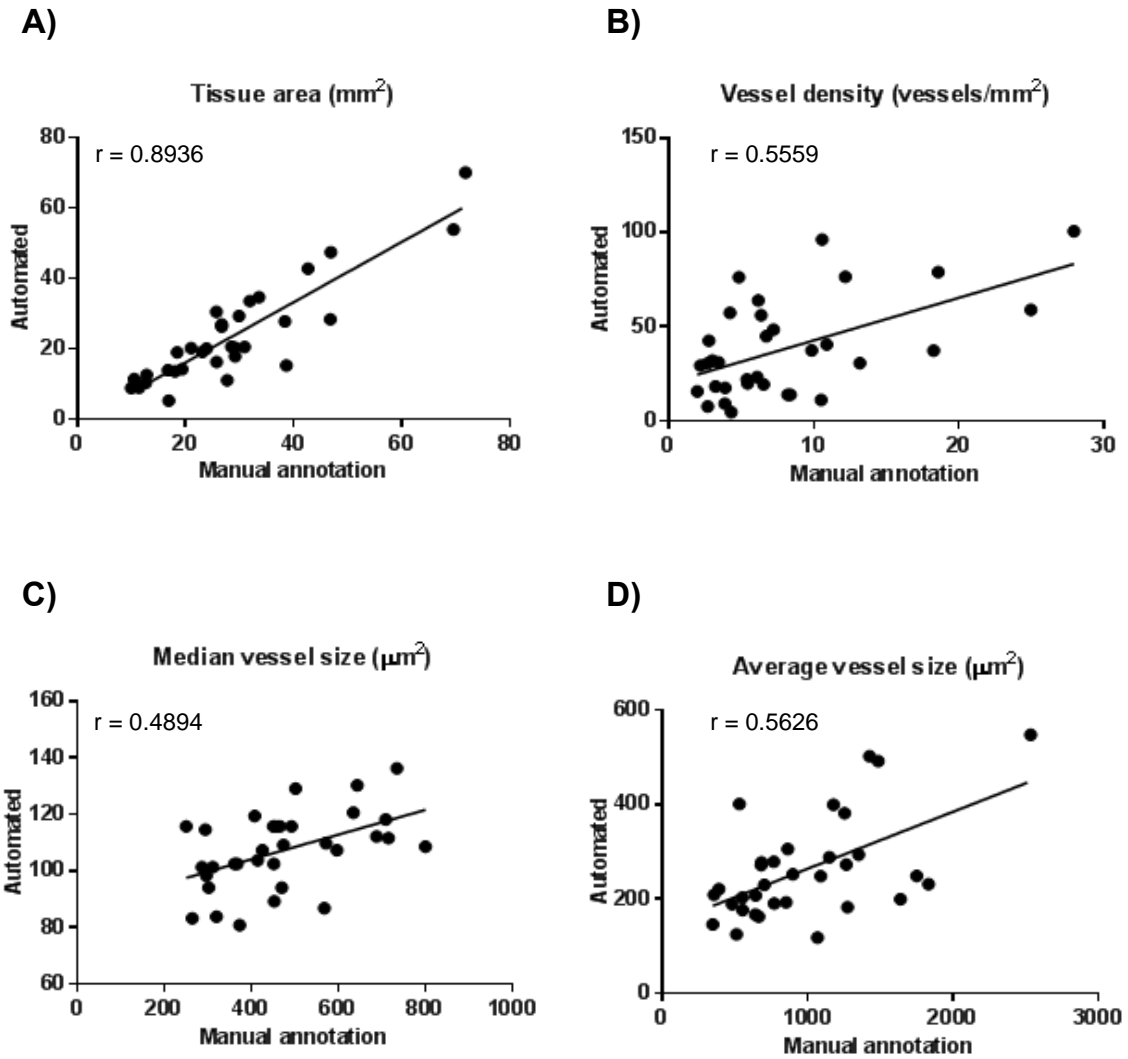 A)
Tissue area (mm²)
r = 0.8936
Automated
80
60
40
20
0
0 20 40 60 80
Manual annotation
B)
Vessel density (vessels/mm²)
r = 0.5559
Automated
150
100
50
0
0 10 20 30
Manual annotation
C)
Median vessel size (μm²)
r = 0.4894
Automated
160
140
120
100
80
60
0 200 400 600 800 1000
Manual annotation
D)
Average vessel size (μm²)
r = 0.5626
Automated
600
400
200
0
0 1000 2000 3000
Manual annotation